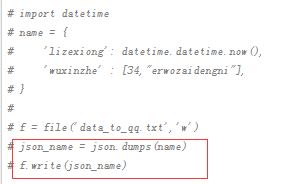 # import datetime
# name = {
#     'lizexiong': datetime.datetime.now(),
#     'wuxinzhe' : [34,"erwozaidengni"],
# }
#
# f = file('data_to_qq.txt','w')
# json_name = json.dumps(name)
# f.write(json_name)